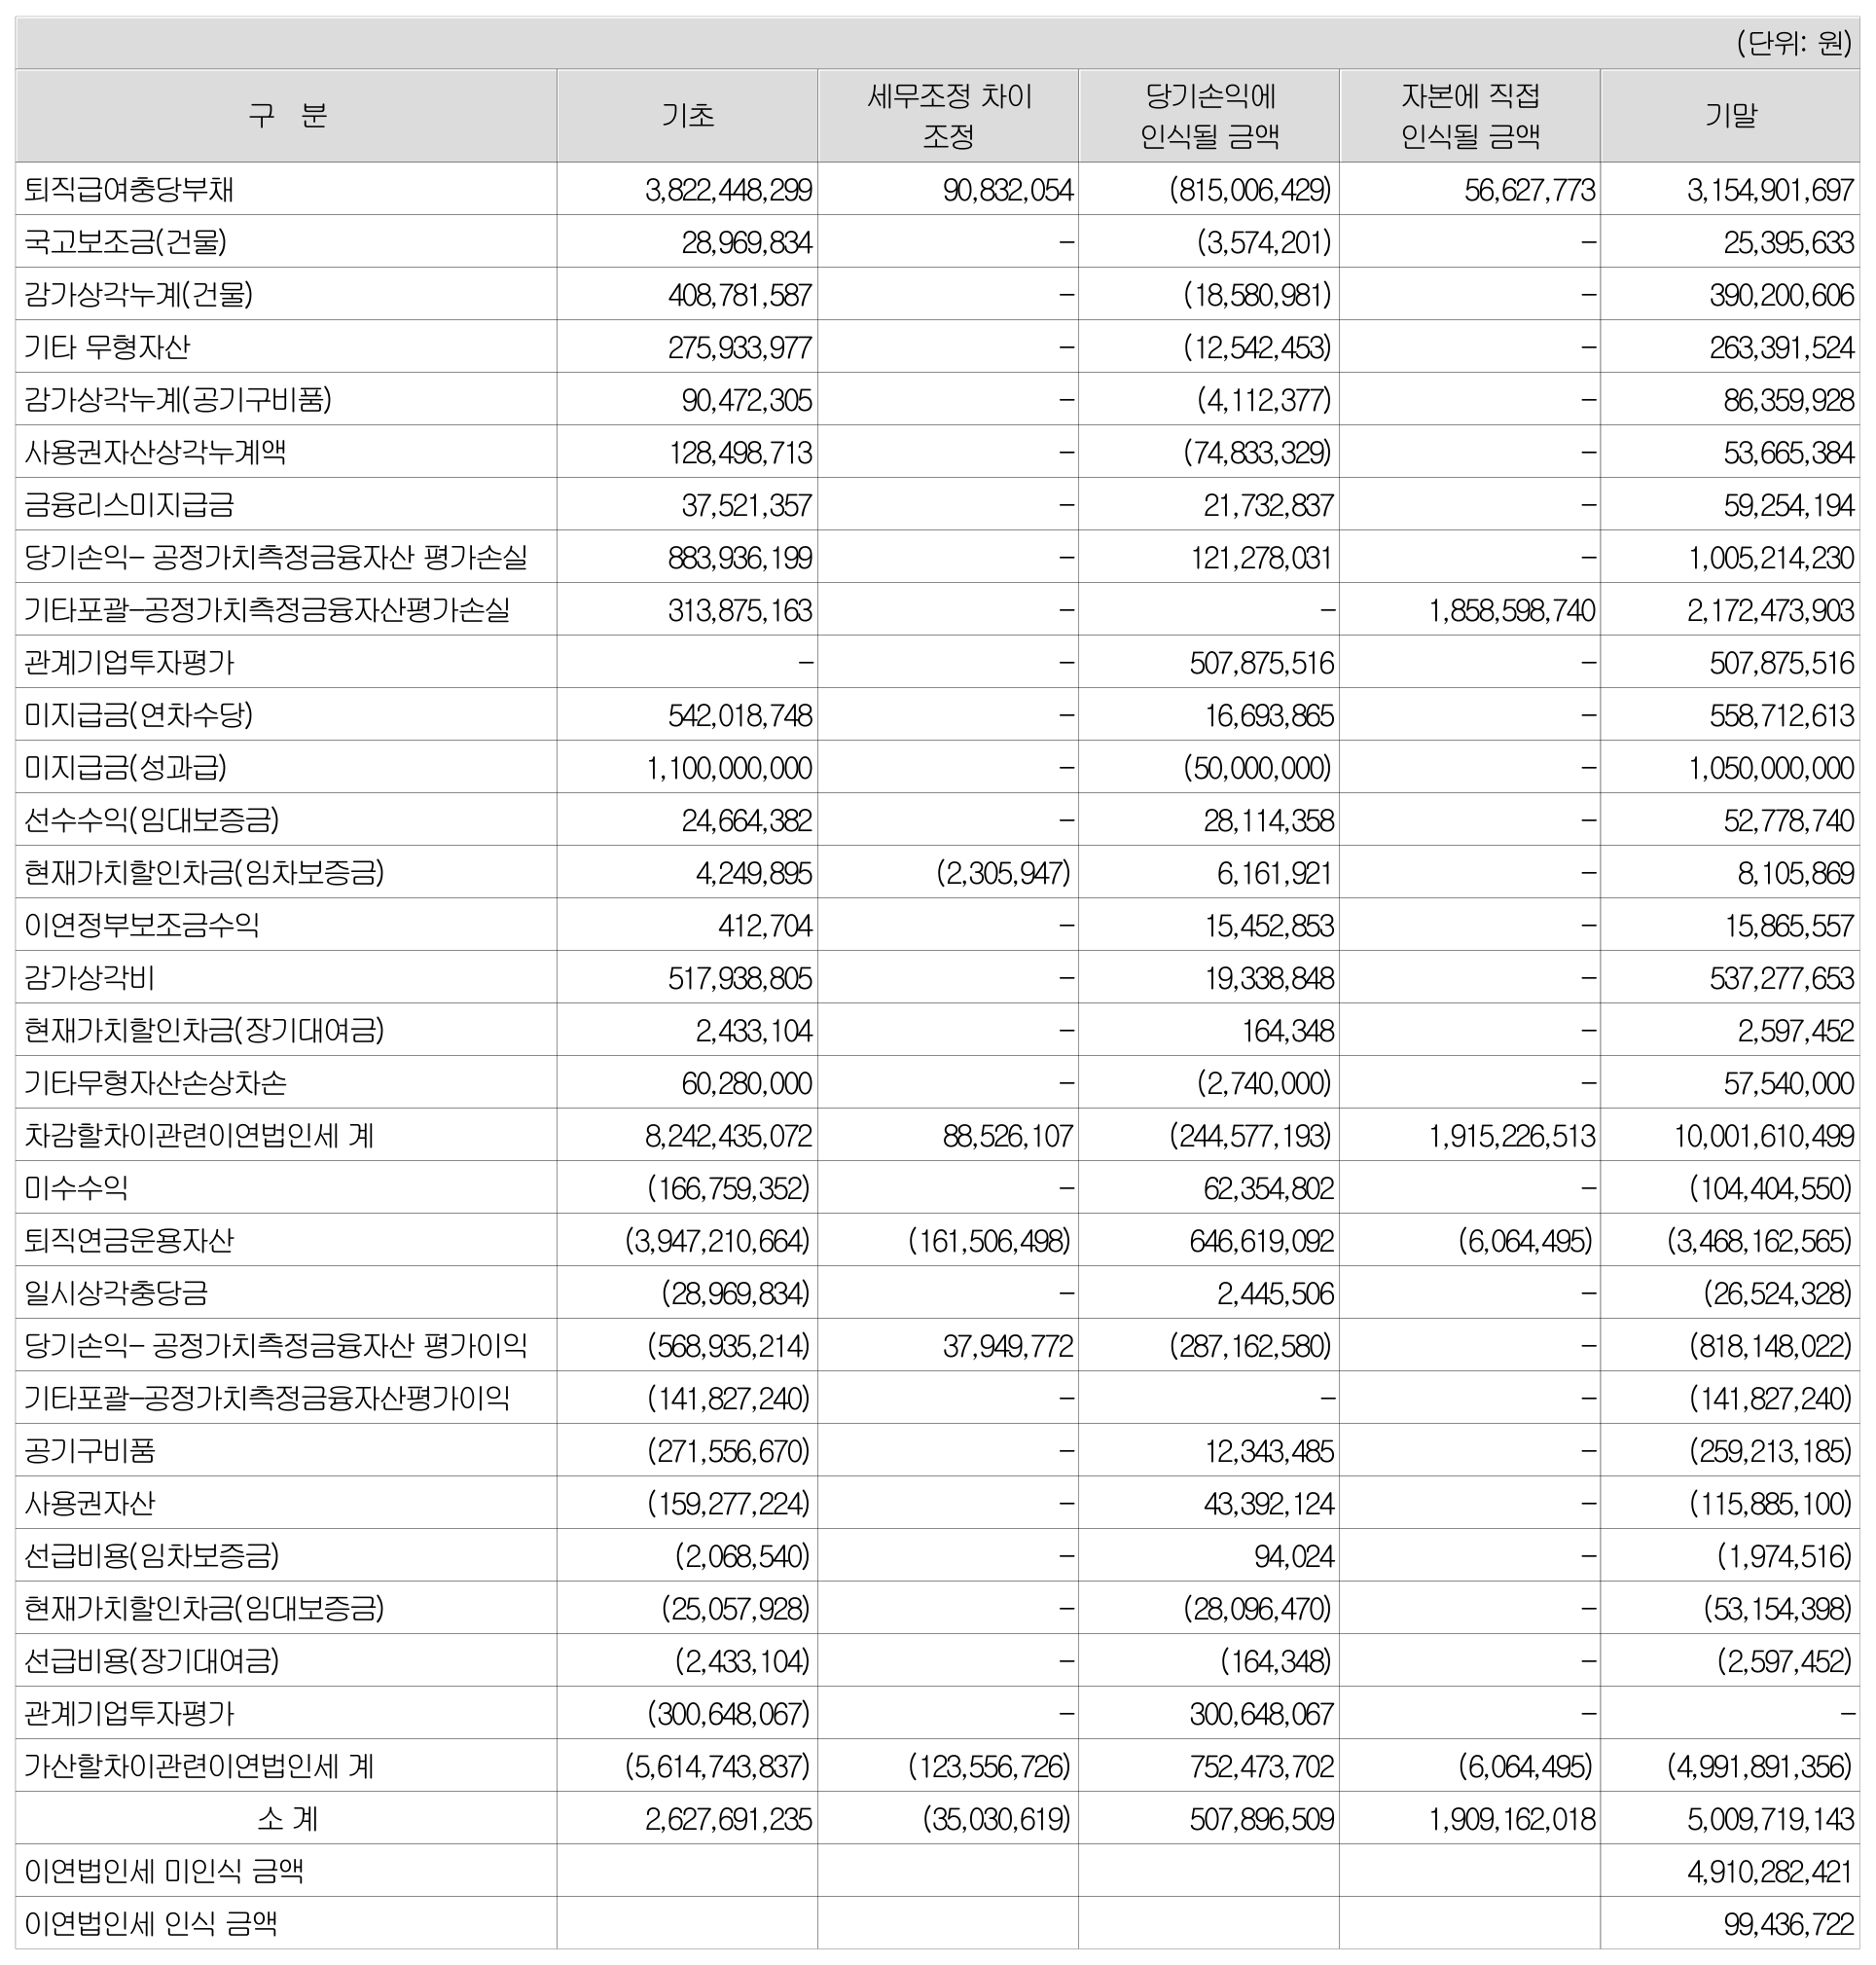 (단위: 원)
구 분 기초 세무조정 차이 조정 당기손익에 인식될 금액 자본에 직접 인식될 금액 기말
퇴직급여충당부채 3,822,448,299 90,832,054 (815,006,429) 56,627,773 3,154,901,697
국고보조금(건물) 28,969,834 – (3,574,201) – 25,395,633
감가상각누계(건물) 408,781,587 – (18,580,981) – 390,200,606
기타 무형자산 275,933,977 – (12,542,453) – 263,391,524
감가상각누계(공기구비품) 90,472,305 – (4,112,377) – 86,359,928
사용권자산상각누계액 128,498,713 – (74,833,329) – 53,665,384
금융리스미지급금 37,521,357 – 21,732,837 – 59,254,194
당기손익– 공정가치측정금융자산 평가손실 883,936,199 – 121,278,031 – 1,005,214,230
기타포괄–공정가치측정금융자산평가손실 313,875,163 – – 1,858,598,740 2,172,473,903
관계기업투자평가 – – 507,875,516 – 507,875,516
미지급금(연차수당) 542,018,748 – 16,693,865 – 558,712,613
미지급금(성과급) 1,100,000,000 – (50,000,000) – 1,050,000,000
선수수익(임대보증금) 24,664,382 – 28,114,358 – 52,778,740
현재가치할인차금(임차보증금) 4,249,895 (2,305,947) 6,161,921 – 8,105,869
이연정부보조금수익 412,704 – 15,452,853 – 15,865,557
감가상각비 517,938,805 – 19,338,848 – 537,277,653
현재가치할인차금(장기대여금) 2,433,104 – 164,348 – 2,597,452
기타무형자산손상차손 60,280,000 – (2,740,000) – 57,540,000
차감할차이관련이연법인세 계 8,242,435,072 88,526,107 (244,577,193) 1,915,226,513 10,001,610,499
미수수익 (166,759,352) – 62,354,802 – (104,404,550)
퇴직연금운용자산 (3,947,210,664) (161,506,498) 646,619,092 (6,064,495) (3,468,162,565)
일시상각충당금 (28,969,834) – 2,445,506 – (26,524,328)
당기손익– 공정가치측정금융자산 평가이익 (568,935,214) 37,949,772 (287,162,580) – (818,148,022)
기타포괄–공정가치측정금융자산평가이익 (141,827,240) – – – (141,827,240)
공기구비품 (271,556,670) – 12,343,485 – (259,213,185)
사용권자산 (159,277,224) – 43,392,124 – (115,885,100)
선급비용(임차보증금) (2,068,540) – 94,024 – (1,974,516)
현재가치할인차금(임대보증금) (25,057,928) – (28,096,470) – (53,154,398)
선급비용(장기대여금) (2,433,104) – (164,348) – (2,597,452)
관계기업투자평가 (300,648,067) – 300,648,067 – –
가산할차이관련이연법인세 계 (5,614,743,837) (123,556,726) 752,473,702 (6,064,495) (4,991,891,356)
소 계 2,627,691,235 (35,030,619) 507,896,509 1,909,162,018 5,009,719,143
이연법인세 미인식 금액 4,910,282,421
이연법인세 인식 금액 99,436,722